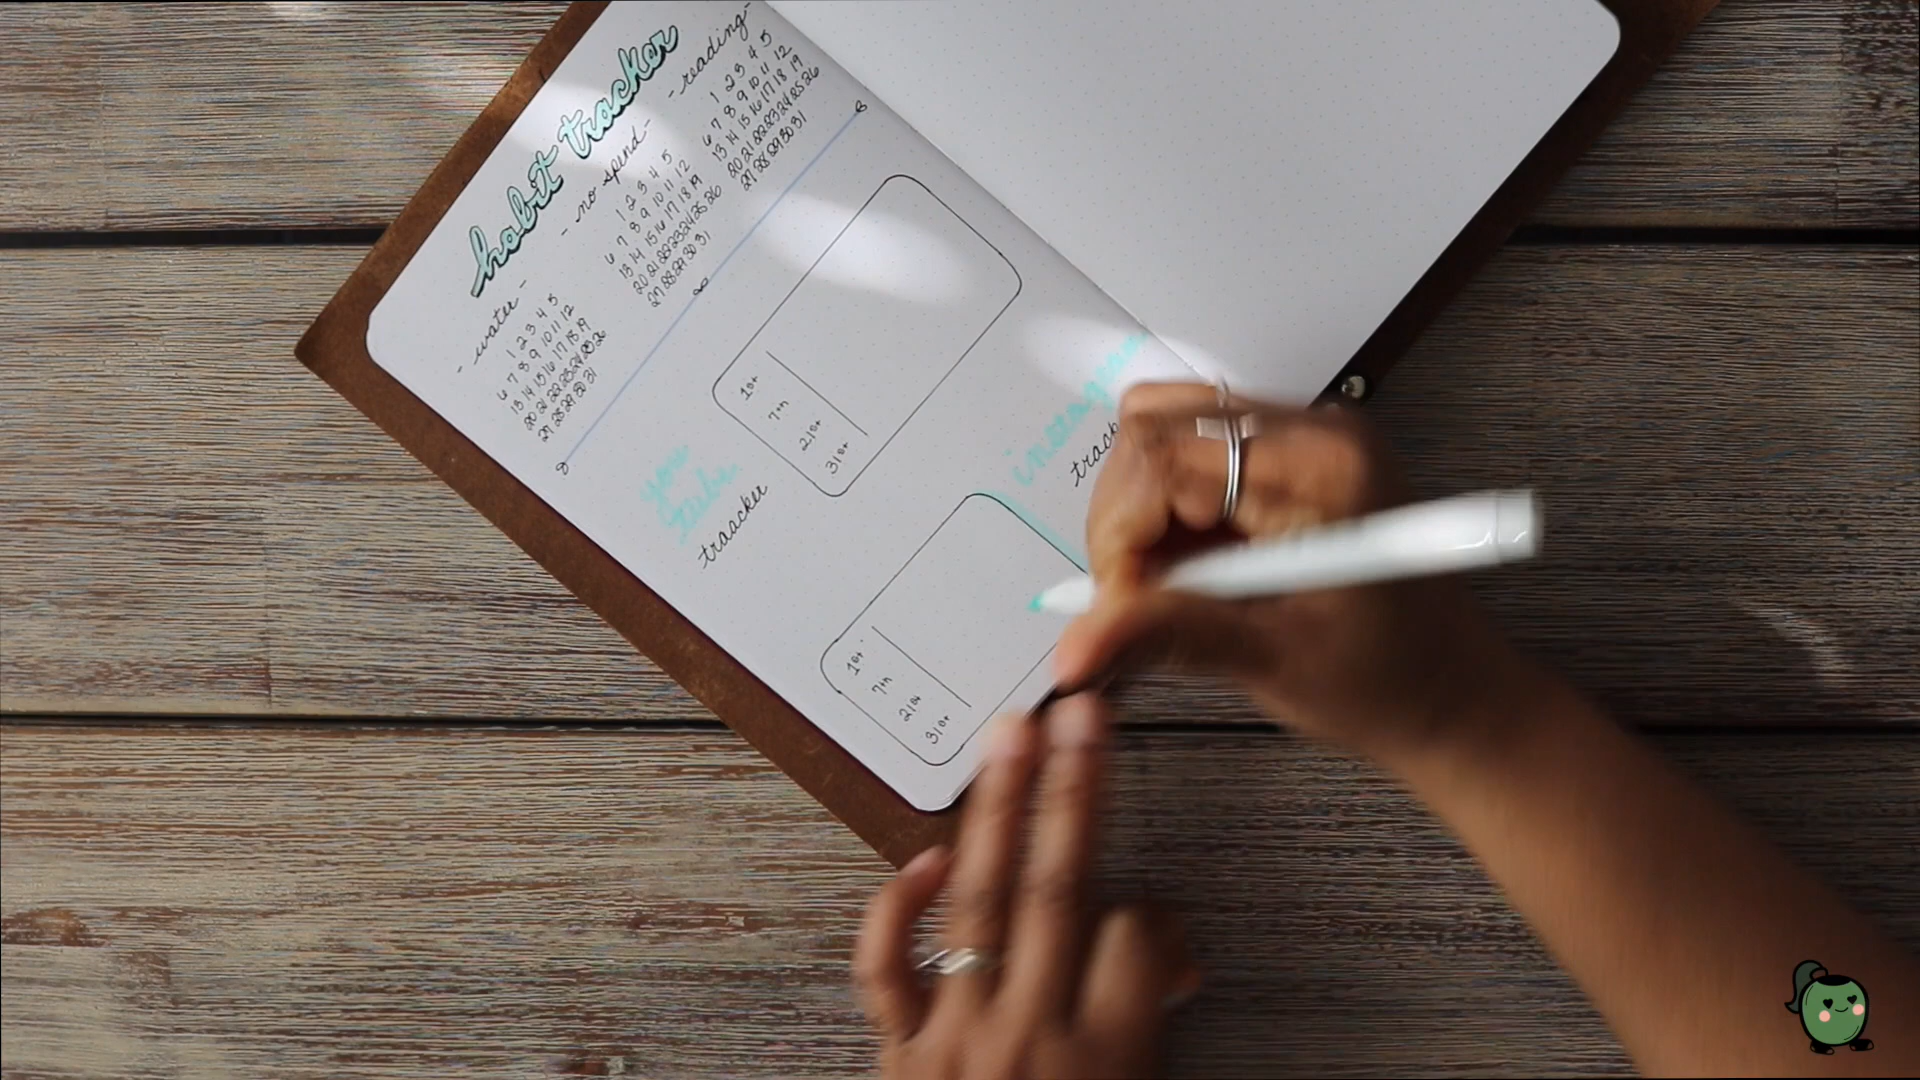 habit tracker
- water -
1 2 3 4 5
6 7 8 9 10 11 12
13 14 15 16 17 18 19
20 21 22 23 24 25 26
27 28 29 30 31
- no spend -
1 2 3 4 5
6 7 8 9 10 11 12
13 14 15 16 17 18 19
20 21 22 23 24 25 26
27 28 29 30 31
- reading -
1 2 3 4 5
6 7 8 9 10 11 12
13 14 15 16 17 18 19
20 21 22 23 24 25 26
27 28 29 30 31
you
tube
traacker
1st
7th
21st
31st
instagram
1st
7th
21st
31st